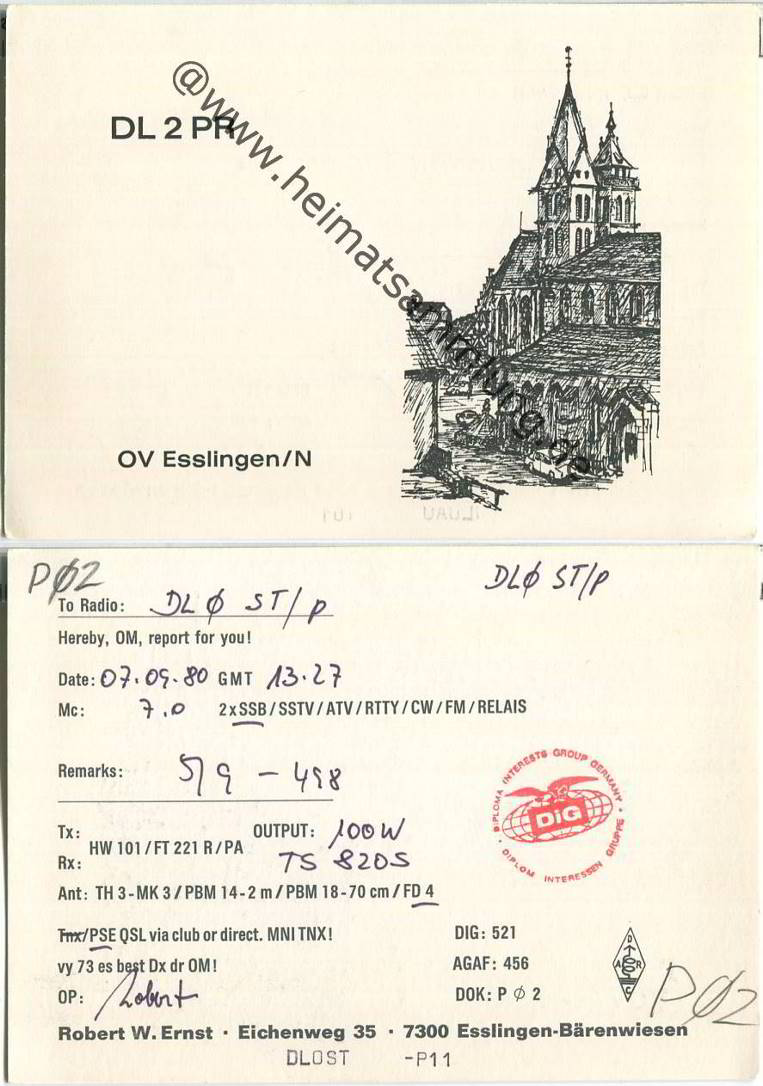 @www.heimatsammlung.de
DL 2 PR
OV Esslingen/N
PØ2
DLØ ST/p
To Radio: DLØ ST/p
Hereby, OM, report for you!
Date: 07.09.80 GMT 13.27
Mc: 7.0 2xSSB/SSTV/ATV/RTTY/CW/FM/RELAIS
Remarks: 5/9 - 498
DIPLOMA INTERESTS GROUP GERMANY
DIG
DIPLOM INTERESSEN GRUPPE
Tx: OUTPUT: 100W
HW 101/FT 221 R/PA
Rx: TS 820S
Ant: TH 3-MK 3/PBM 14-2 m/PBM 18-70 cm/FD 4
Tnx/PSE QSL via club or direct. MNI TNX! DIG: 521
vy 73 es best Dx dr OM! AGAF: 456
OP: Robert DOK: P Ø 2
D
A R
C
PØ2
Robert W. Ernst · Eichenweg 35 · 7300 Esslingen-Bärenwiesen
DL0ST -P11